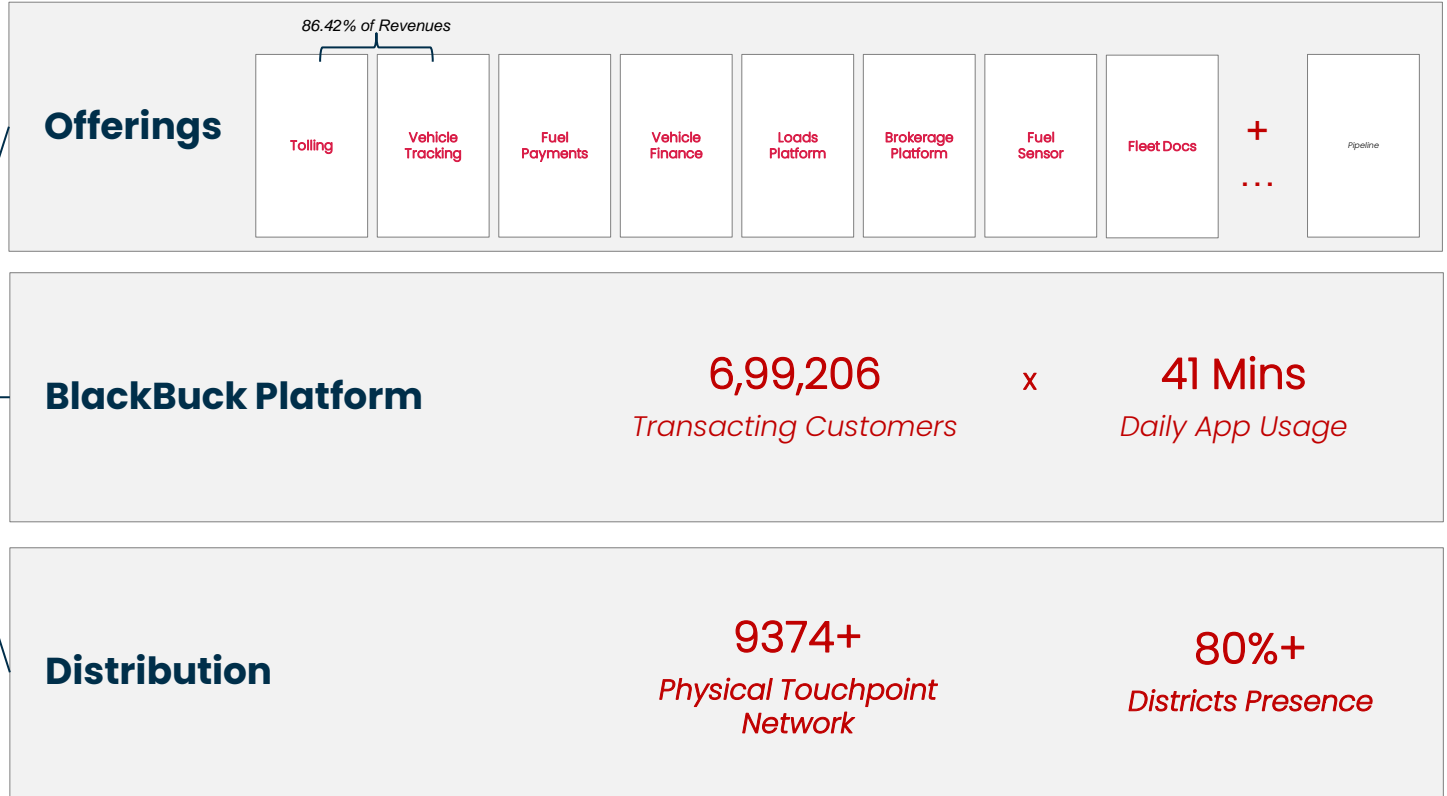 86.42% of Revenues
Offerings
Tolling
Vehicle
Tracking
Fuel
Payments
Vehicle
Finance
Loads
Platform
Brokerage
Platform
Fuel
Sensor
Fleet Docs
+
...
Pipeline
BlackBuck Platform
6,99,206
Transacting Customers
x
41 Mins
Daily App Usage
Distribution
9374+
Physical Touchpoint
Network
80%+
Districts Presence